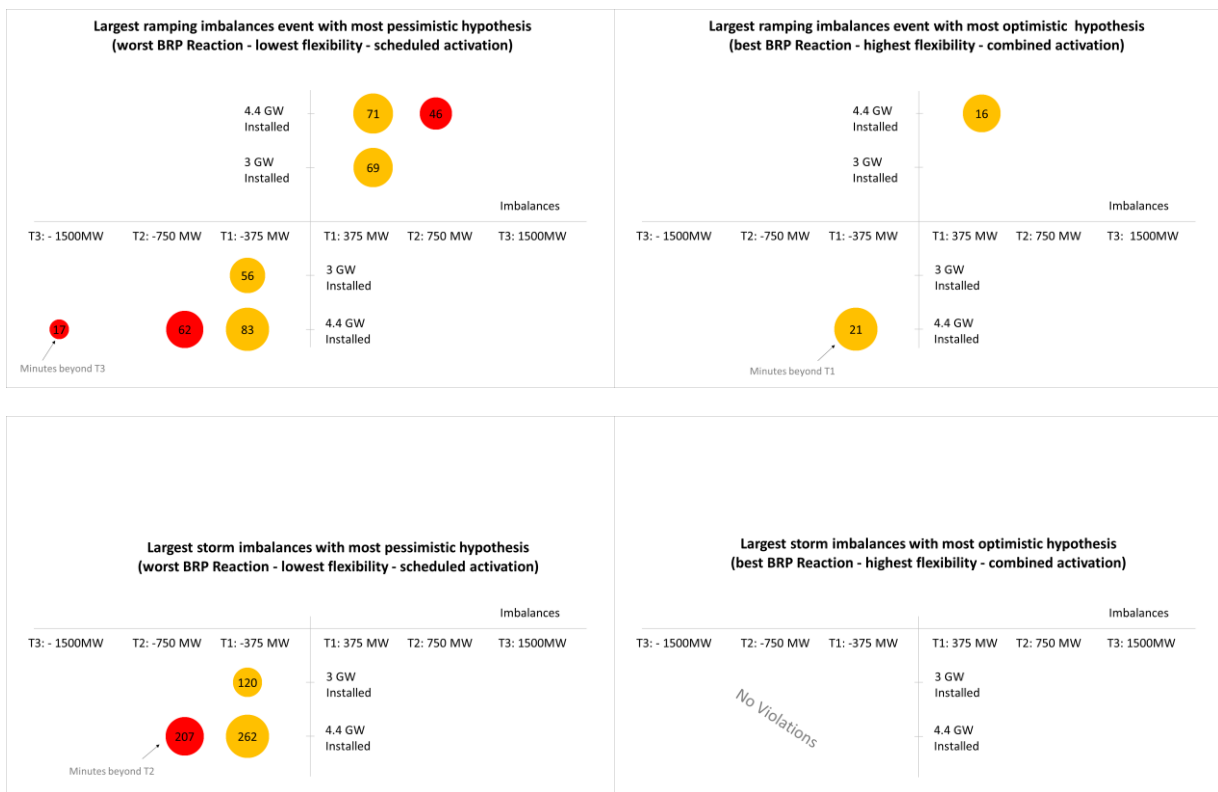 Largest ramping imbalances event with most pessimistic hypothesis
(worst BRP Reaction - lowest flexibility - scheduled activation)
4.4 GW
Installed
71
46
3 GW
Installed
69
Imbalances
T3: - 1500MW
T2: -750 MW
T1: -375 MW
T1: 375 MW
T2: 750 MW
T3: 1500MW
56
3 GW
Installed
17
62
83
4.4 GW
Installed
Minutes beyond T3
Largest ramping imbalances event with most optimistic  hypothesis
(best BRP Reaction - highest flexibility - combined activation)
4.4 GW
Installed
16
3 GW
Installed
Imbalances
T3: - 1500MW
T2: -750 MW
T1: -375 MW
T1: 375 MW
T2: 750 MW
T3:  1500MW
3 GW
Installed
21
4.4 GW
Installed
Minutes beyond T1
Largest storm imbalances with most pessimistic hypothesis
(worst BRP Reaction - lowest flexibility - scheduled activation)
Imbalances
T3: - 1500MW
T2: -750 MW
T1: -375 MW
T1: 375 MW
T2: 750 MW
T3: 1500MW
120
3 GW
Installed
207
262
4.4 GW
Installed
Minutes beyond T2
Largest storm imbalances with most optimistic hypothesis
(best BRP Reaction - highest flexibility - combined activation)
Imbalances
T3: - 1500MW
T2: -750 MW
T1: -375 MW
T1: 375 MW
T2: 750 MW
T3: 1500MW
3 GW
Installed
No Violations
4.4 GW
Installed